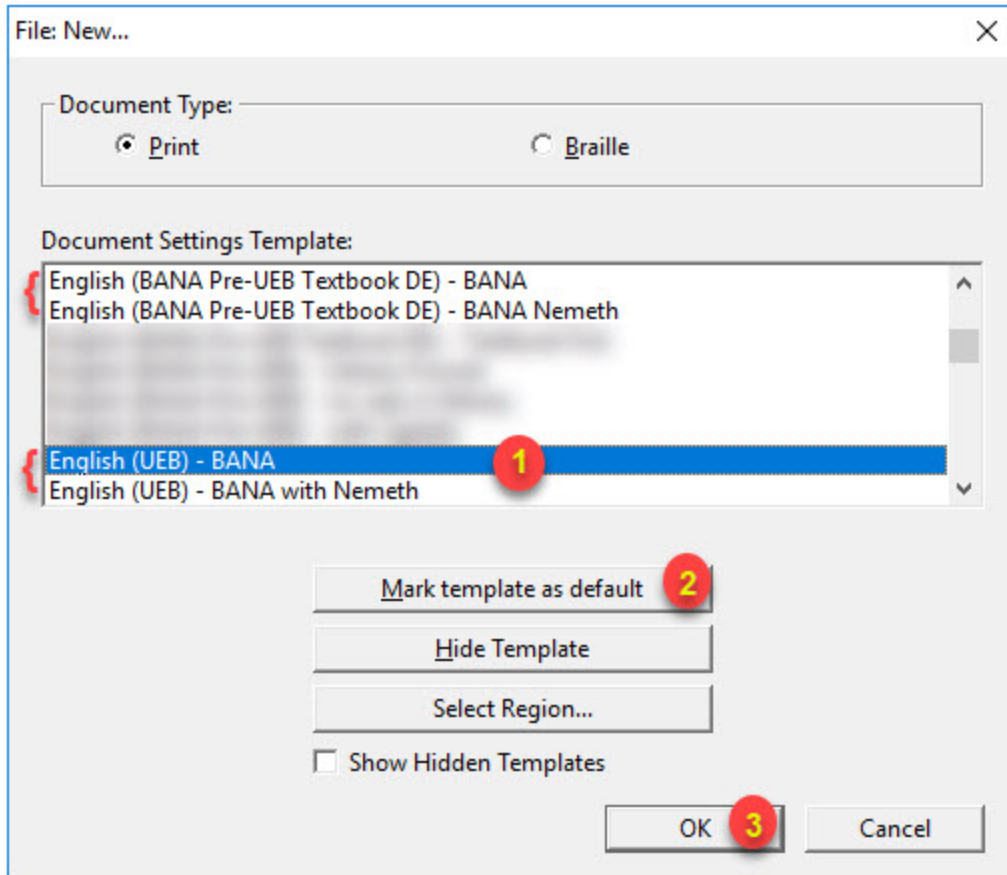 File: New...
Document Type:
Print
Braille
Document Settings Template:
{ English (BANA Pre-UEB Textbook DE) - BANA
English (BANA Pre-UEB Textbook DE) - BANA Nemeth
{ English (UEB) - BANA 1
English (UEB) - BANA with Nemeth
Mark template as default 2
Hide Template
Select Region...
Show Hidden Templates
OK 3
Cancel